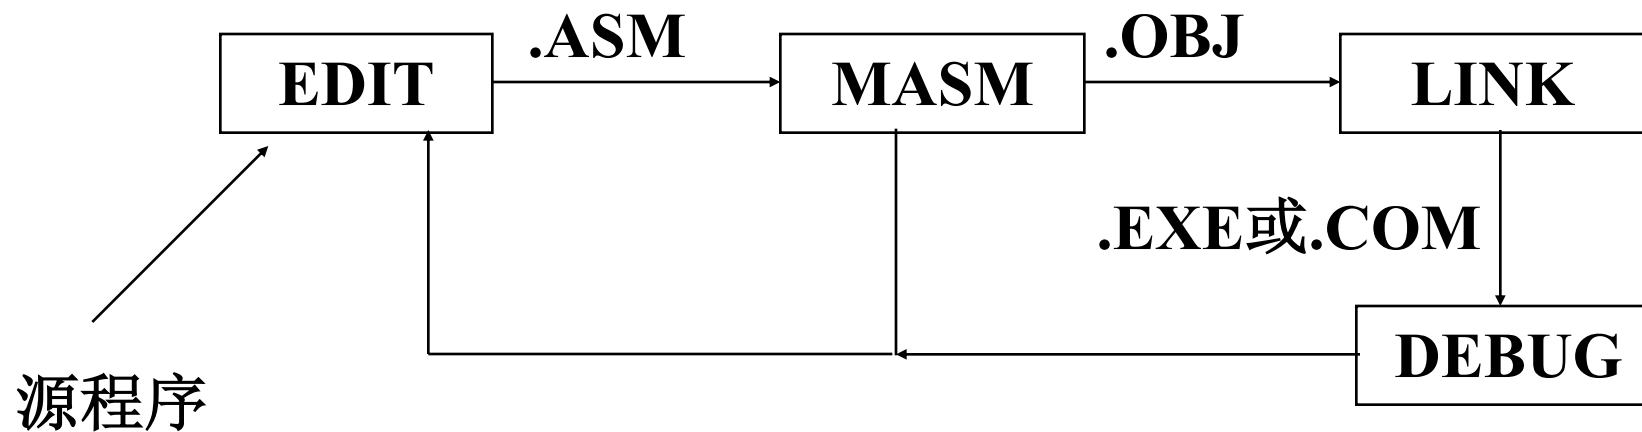 .ASM
.OBJ
EDIT
MASM
LINK
.EXE或.COM
DEBUG
源程序